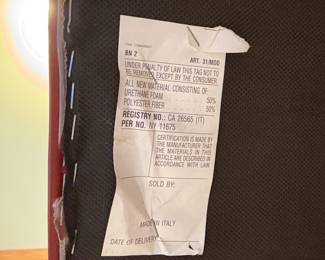 BN 2 ART. 31/MOD
UNDER PENALTY OF LAW THIS TAG NOT TO
BE REMOVED EXCEPT BY THE CONSUMER
ALL NEW MATERIAL CONSISTING OF
URETHANE FOAM 50%
POLYESTER FIBER 50%
REGISTRY NO.: CA 26565 (IT)
PER NO.: NY 11675
CERTIFICATION IS MADE BY
THE MANUFACTURER THAT
THE MATERIALS IN THIS
ARTICLE ARE DESCRIBED IN
ACCORDANCE WITH LAW
SOLD BY:
MADE IN ITALY
DATE OF DELIVERY